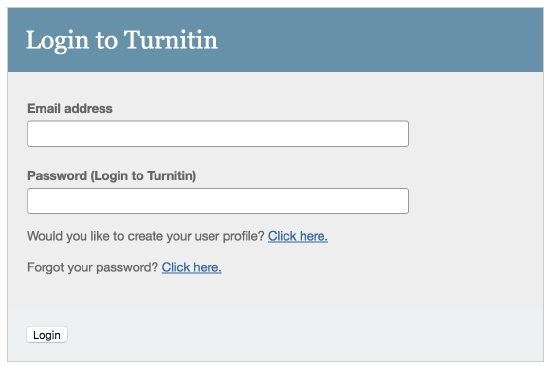 Login to Turnitin
Email address
Password (Login to Turnitin)
Would you like to create your user profile? Click here.
Forgot your password? Click here.
Login